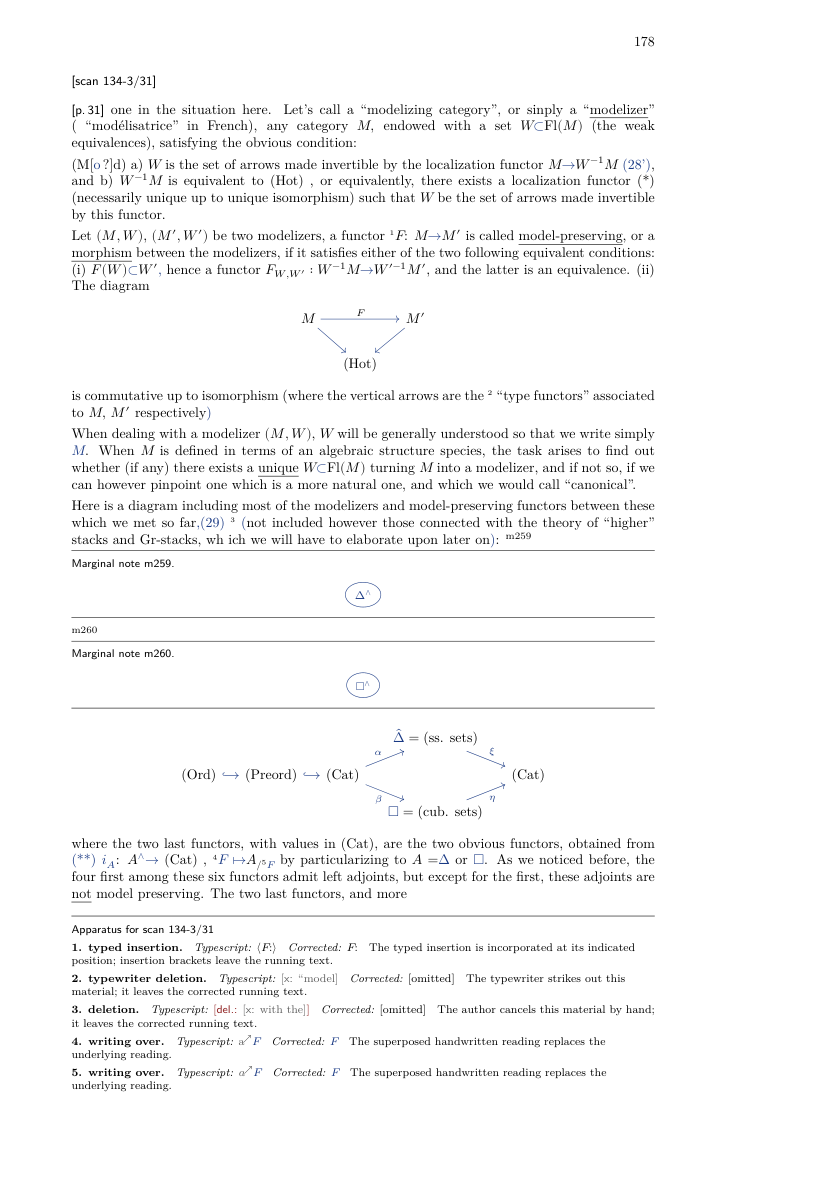 178
[scan 134-3/31]
[p. 31] one in the situation here. Let's call a “modelizing category”, or sinply a “modelizer”
( “modélisatrice” in French), any category M, endowed with a set W⊂Fl(M) (the weak
equivalences), satisfying the obvious condition:
(M[o ?]d) a) W is the set of arrows made invertible by the localization functor M→W⁻¹M (28’),
and b) W⁻¹M is equivalent to (Hot) , or equivalently, there exists a localization functor (*)
(necessarily unique up to unique isomorphism) such that W be the set of arrows made invertible
by this functor.
Let (M, W), (M′, W′) be two modelizers, a functor ¹F: M→M′ is called model-preserving, or a
morphism between the modelizers, if it satisfies either of the two following equivalent conditions:
(i) F(W)⊂W′, hence a functor F_{W,W′} : W⁻¹M→W′⁻¹M′, and the latter is an equivalence. (ii)
The diagram
M F M′
(Hot)
is commutative up to isomorphism (where the vertical arrows are the ² “type functors” associated
to M, M′ respectively)
When dealing with a modelizer (M, W), W will be generally understood so that we write simply
M. When M is defined in terms of an algebraic structure species, the task arises to find out
whether (if any) there exists a unique W⊂Fl(M) turning M into a modelizer, and if not so, if we
can however pinpoint one which is a more natural one, and which we would call “canonical”.
Here is a diagram including most of the modelizers and model-preserving functors between these
which we met so far,(29) ³ (not included however those connected with the theory of “higher”
stacks and Gr-stacks, wh ich we will have to elaborate upon later on): m259
Marginal note m259.
Δ^
m260
Marginal note m260.
□^
Δ̂ = (ss. sets)
α ξ
(Ord) ↪ (Preord) ↪ (Cat) (Cat)
β η
□ = (cub. sets)
where the two last functors, with values in (Cat), are the two obvious functors, obtained from
(**) i_A: A^→ (Cat) , ⁴F ↦A_{/⁵F} by particularizing to A =Δ or □. As we noticed before, the
four first among these six functors admit left adjoints, but except for the first, these adjoints are
not model preserving. The two last functors, and more
Apparatus for scan 134-3/31
1. typed insertion. Typescript: ⟨F:⟩ Corrected: F: The typed insertion is incorporated at its indicated
position; insertion brackets leave the running text.
2. typewriter deletion. Typescript: [x: “model] Corrected: [omitted] The typewriter strikes out this
material; it leaves the corrected running text.
3. deletion. Typescript: [del.: [x: with the]] Corrected: [omitted] The author cancels this material by hand;
it leaves the corrected running text.
4. writing over. Typescript: a↗F Corrected: F The superposed handwritten reading replaces the
underlying reading.
5. writing over. Typescript: a↗F Corrected: F The superposed handwritten reading replaces the
underlying reading.